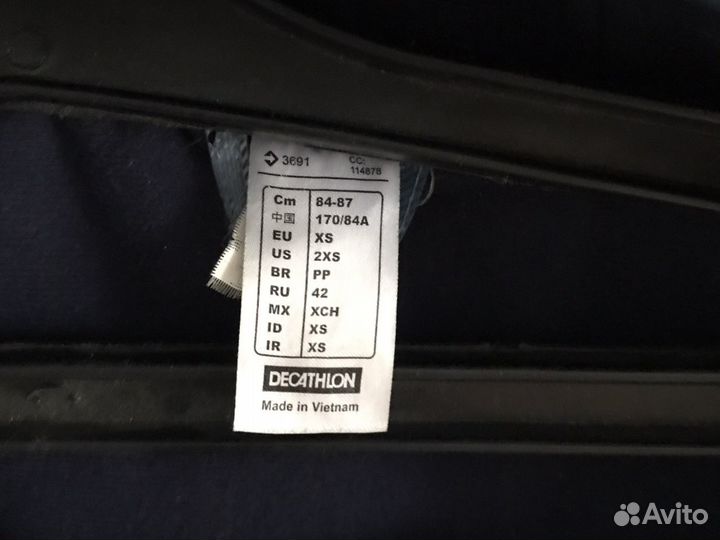 3691 CC:
114878
Cm 84-87
中国 170/84A
EU XS
US 2XS
BR PP
RU 42
MX XCH
ID XS
IR XS
DECATHLON
Made in Vietnam
Avito